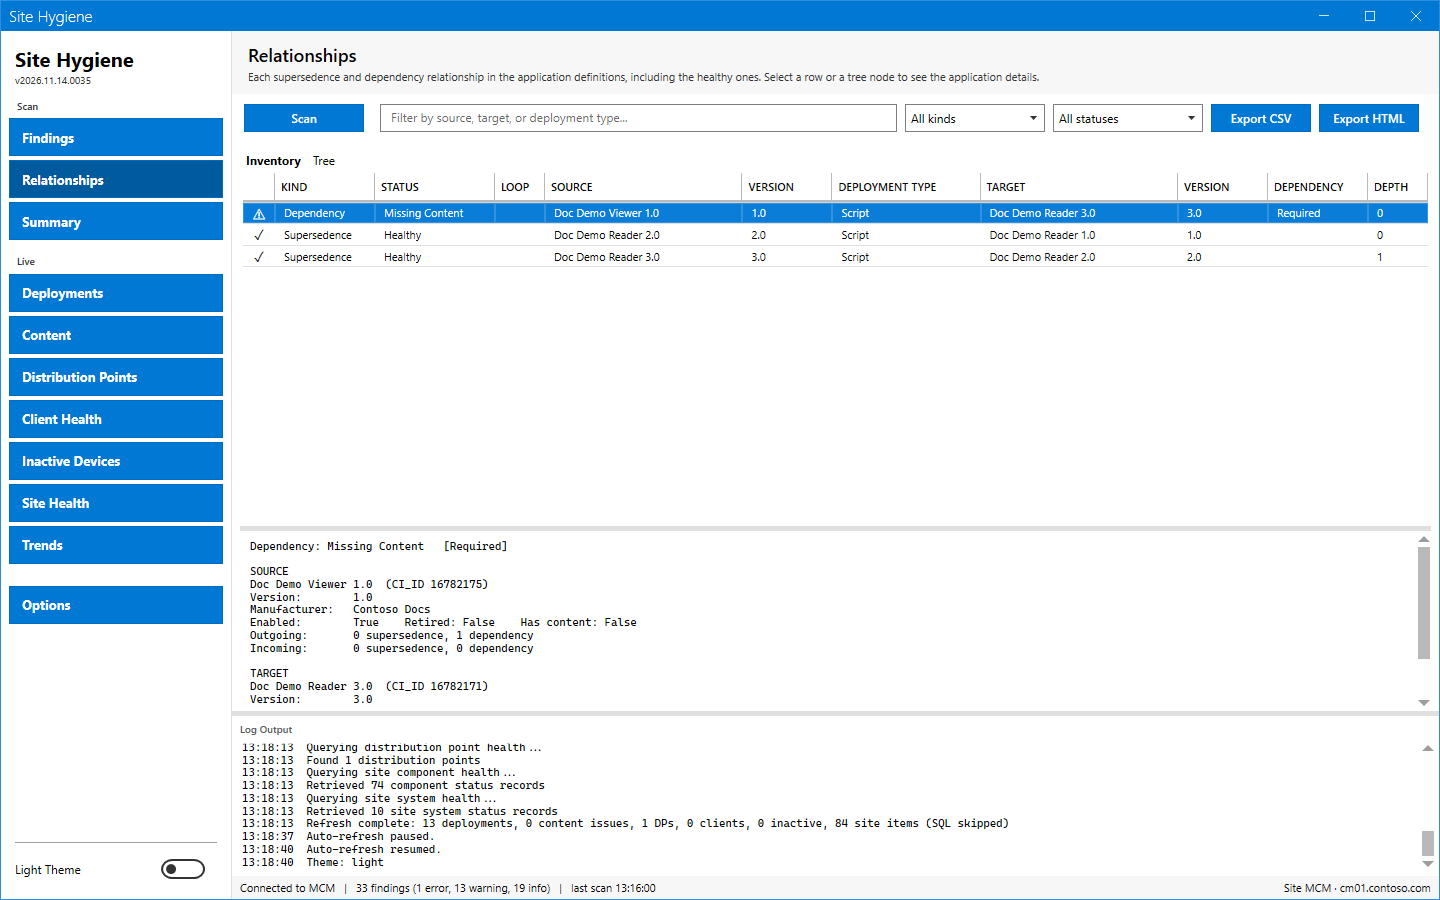 Site Hygiene
Site Hygiene
v2026.11.14.0035
Scan
Findings
Relationships
Summary
Live
Deployments
Content
Distribution Points
Client Health
Inactive Devices
Site Health
Trends
Options
Light Theme
Relationships
Each supersedence and dependency relationship in the application definitions, including the healthy ones. Select a row or a tree node to see the application details.
Scan
Filter by source, target, or deployment type...
All kinds
All statuses
Export CSV
Export HTML
Inventory Tree
KIND STATUS LOOP SOURCE VERSION DEPLOYMENT TYPE TARGET VERSION DEPENDENCY DEPTH
Dependency Missing Content Doc Demo Viewer 1.0 1.0 Script Doc Demo Reader 3.0 3.0 Required 0
✓ Supersedence Healthy Doc Demo Reader 2.0 2.0 Script Doc Demo Reader 1.0 1.0 0
✓ Supersedence Healthy Doc Demo Reader 3.0 3.0 Script Doc Demo Reader 2.0 2.0 1
Dependency: Missing Content [Required]
SOURCE
Doc Demo Viewer 1.0 (CI_ID 16782175)
Version: 1.0
Manufacturer: Contoso Docs
Enabled: True Retired: False Has content: False
Outgoing: 0 supersedence, 1 dependency
Incoming: 0 supersedence, 0 dependency
TARGET
Doc Demo Reader 3.0 (CI_ID 16782171)
Version: 3.0
Log Output
13:18:13 Querying distribution point health...
13:18:13 Found 1 distribution points
13:18:13 Querying site component health...
13:18:13 Retrieved 74 component status records
13:18:13 Querying site system health...
13:18:13 Retrieved 10 site system status records
13:18:13 Refresh complete: 13 deployments, 0 content issues, 1 DPs, 0 clients, 0 inactive, 84 site items (SQL skipped)
13:18:37 Auto-refresh paused.
13:18:40 Auto-refresh resumed.
13:18:40 Theme: light
Connected to MCM | 33 findings (1 error, 13 warning, 19 info) | last scan 13:16:00
Site MCM · cm01.contoso.com